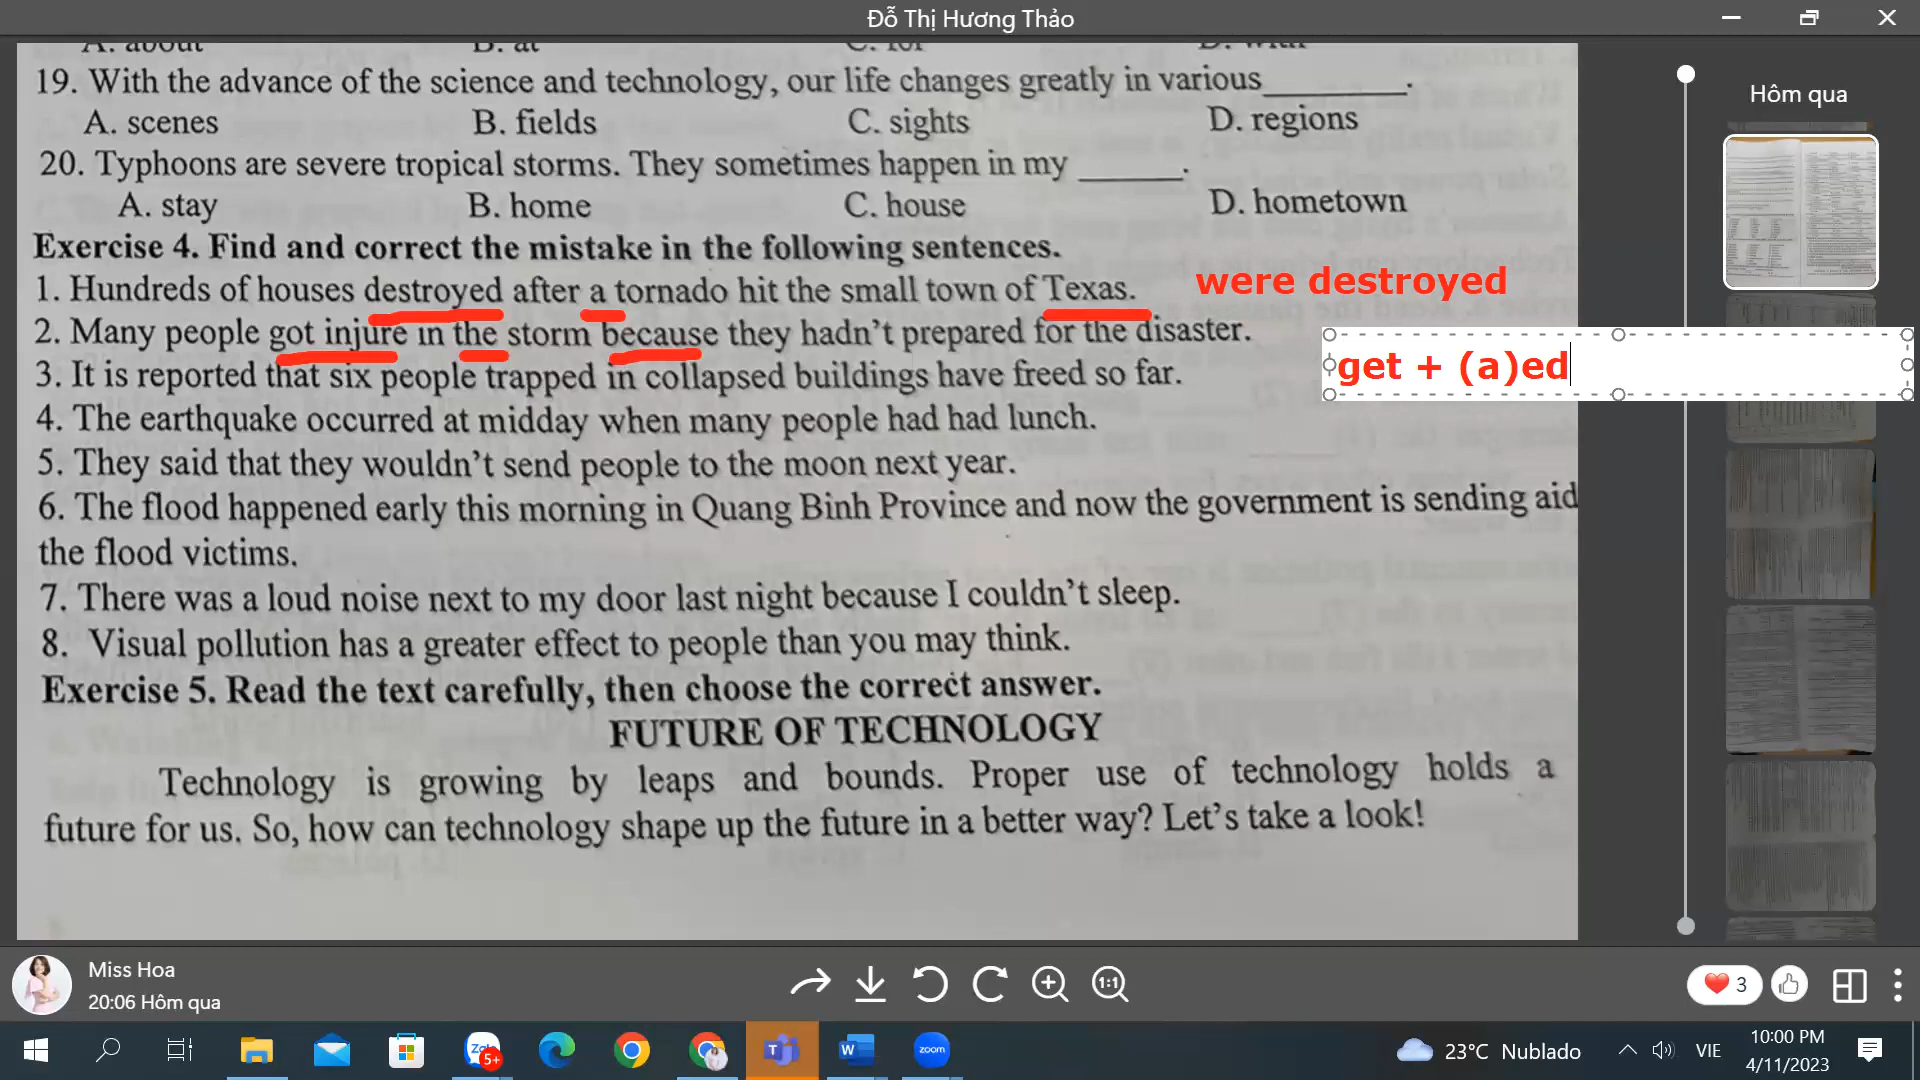 Đỗ Thị Hương Thảo
A. about B. at C. for D. with
19. With the advance of the science and technology, our life changes greatly in various________.
A. scenes B. fields C. sights D. regions
20. Typhoons are severe tropical storms. They sometimes happen in my ______.
A. stay B. home C. house D. hometown
Exercise 4. Find and correct the mistake in the following sentences.
1. Hundreds of houses destroyed after a tornado hit the small town of Texas. were destroyed
2. Many people got injure in the storm because they hadn’t prepared for the disaster.
get + (a)ed
3. It is reported that six people trapped in collapsed buildings have freed so far.
4. The earthquake occurred at midday when many people had had lunch.
5. They said that they wouldn’t send people to the moon next year.
6. The flood happened early this morning in Quang Binh Province and now the government is sending aid
the flood victims.
7. There was a loud noise next to my door last night because I couldn’t sleep.
8. Visual pollution has a greater effect to people than you may think.
Exercise 5. Read the text carefully, then choose the correct answer.
FUTURE OF TECHNOLOGY
Technology is growing by leaps and bounds. Proper use of technology holds a
future for us. So, how can technology shape up the future in a better way? Let’s take a look!
Hôm qua
Miss Hoa
20:06 Hôm qua
1:1
3
Zalo
5+
T
W
zoom
23°C Nublado
VIE
10:00 PM
4/11/2023